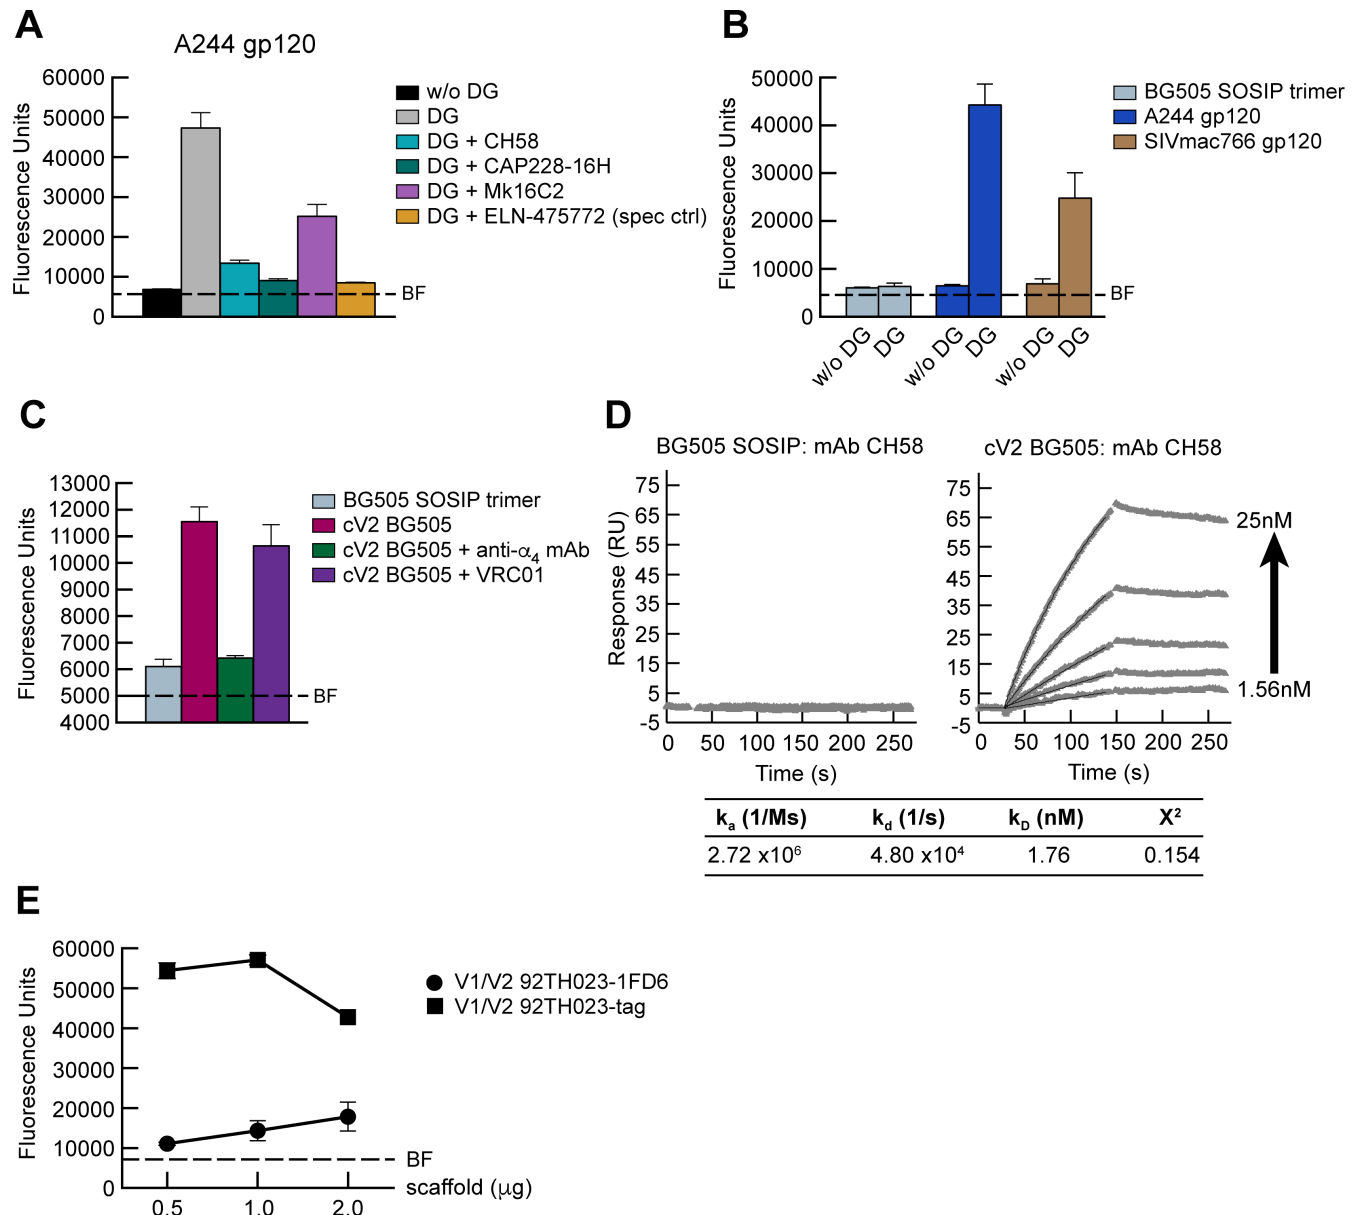 A
A244 gp120
Fluorescence Units
60000
50000
40000
30000
20000
10000
0
BF
w/o DG
DG
DG + CH58
DG + CAP228-16H
DG + Mk16C2
DG + ELN-475772 (spec ctrl)
B
Fluorescence Units
50000
40000
30000
20000
10000
0
BF
BG505 SOSIP trimer
A244 gp120
SIVmac766 gp120
w/o DG
DG
w/o DG
DG
w/o DG
DG
C
Fluorescence Units
13000
12000
11000
10000
9000
8000
7000
6000
5000
4000
BF
BG505 SOSIP trimer
cV2 BG505
cV2 BG505 + anti-α₄ mAb
cV2 BG505 + VRC01
D
BG505 SOSIP: mAb CH58
Response (RU)
75
65
55
45
35
25
15
5
-5
0 50 100 150 200 250
Time (s)
cV2 BG505: mAb CH58
75
65
55
45
35
25
15
5
-5
0 50 100 150 200 250
Time (s)
25nM
1.56nM
kₐ (1/Ms) k_d (1/s) k_D (nM) X²
2.72 x10⁶ 4.80 x10⁴ 1.76 0.154
E
Fluorescence Units
60000
50000
40000
30000
20000
10000
0
BF
V1/V2 92TH023-1FD6
V1/V2 92TH023-tag
0.5 1.0 2.0
scaffold (μg)